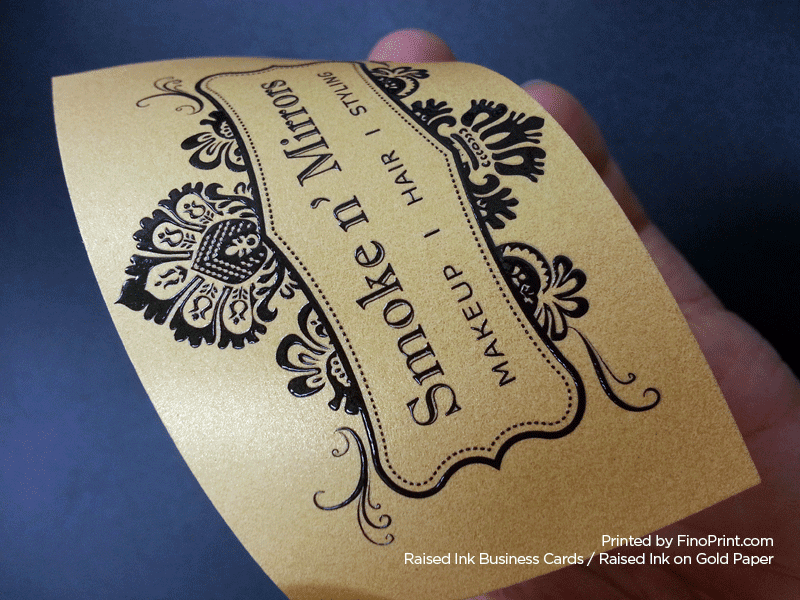 Smoke n' Mirrors
MAKEUP | HAIR | STYLING
Printed by FinoPrint.com
Raised Ink Business Cards / Raised Ink on Gold Paper